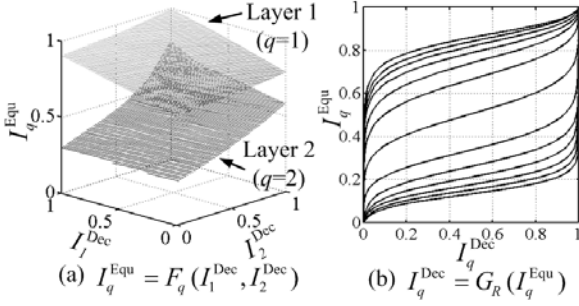 Layer 1
(q=1)
1
0.5
0
I_q^Equ
Layer 2
(q=2)
1
0.5
0
0
0.5
1
I_1^Dec
I_2^Dec
(a) I_q^Equ = F_q (I_1^Dec, I_2^Dec)
1
0.8
0.6
0.4
0.2
0
I_q^Equ
0
0.2
0.4
0.6
0.8
1
I_q^Dec
(b) I_q^Dec = G_R (I_q^Equ)